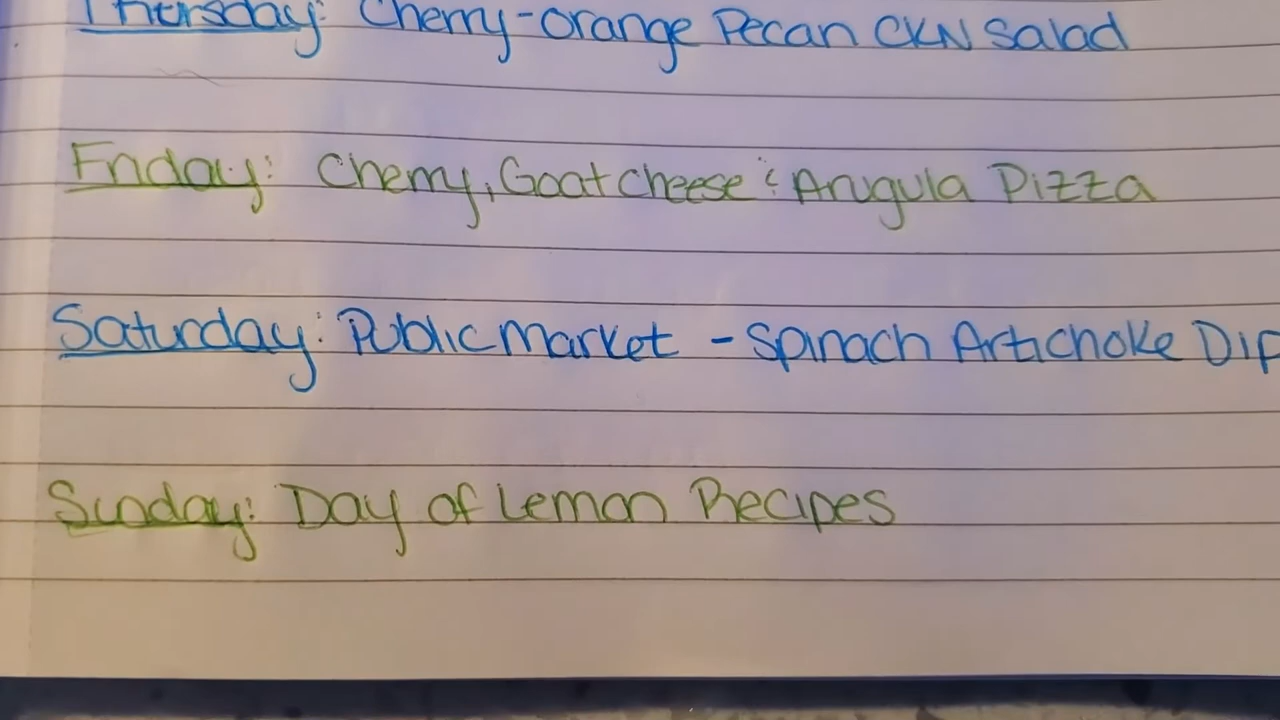 Thursday: Cherry-Orange Pecan CKN Salad
Friday: Cherry, Goat cheese & Arugula Pizza
Saturday: Public Market - Spinach Artichoke Dip
Sunday: Day of Lemon Recipes